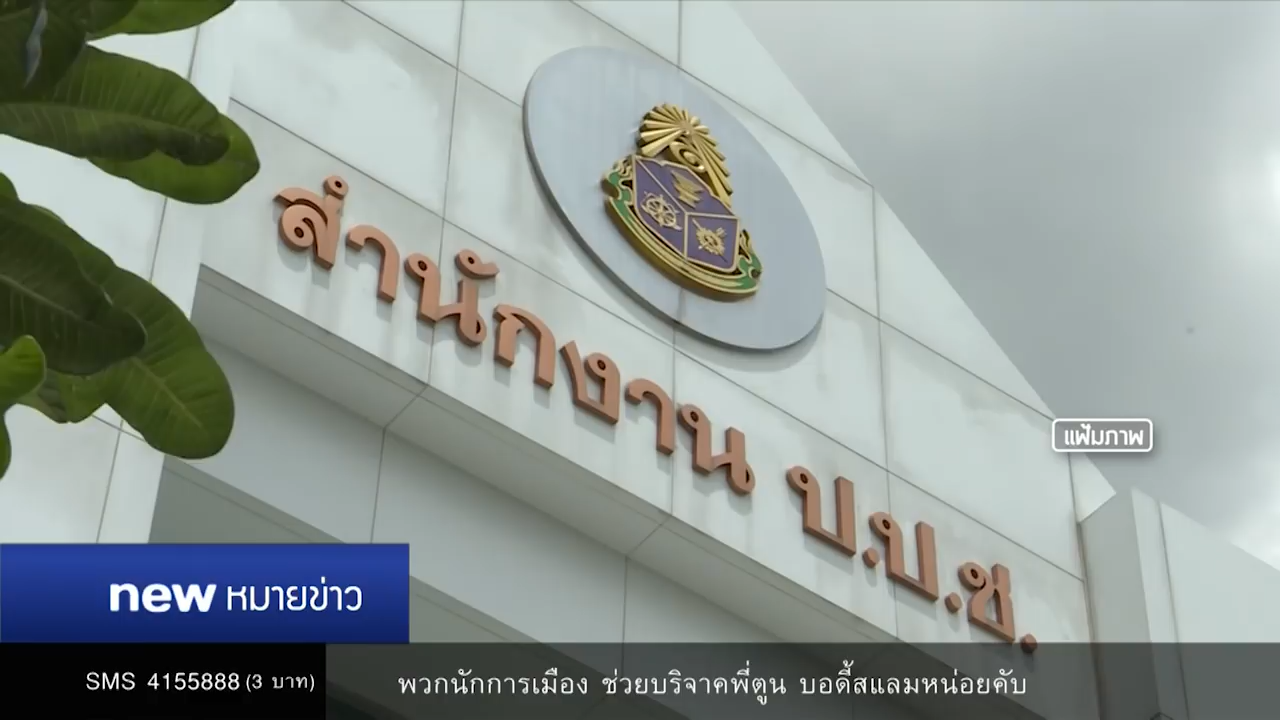 สำนักงาน ป.ป.ช.
แฟ้มภาพ
new หมายข่าว
SMS 4155888 (3 บาท)
พวกนักการเมือง ช่วยบริจาคพี่ตูน บอดี้สแลมหน่อยคับ